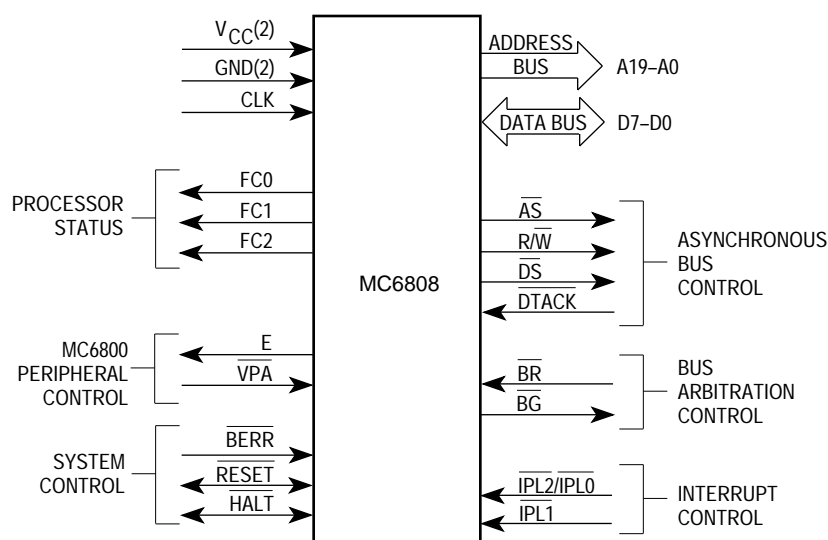 VCC(2)
GND(2)
CLK
PROCESSOR
STATUS
FC0
FC1
FC2
MC6800
PERIPHERAL
CONTROL
E
VPA
SYSTEM
CONTROL
BERR
RESET
HALT
MC6808
ADDRESS
BUS
A19–A0
DATA BUS
D7–D0
AS
R/W
DS
DTACK
ASYNCHRONOUS
BUS
CONTROL
BR
BG
BUS
ARBITRATION
CONTROL
IPL2/IPL0
IPL1
INTERRUPT
CONTROL